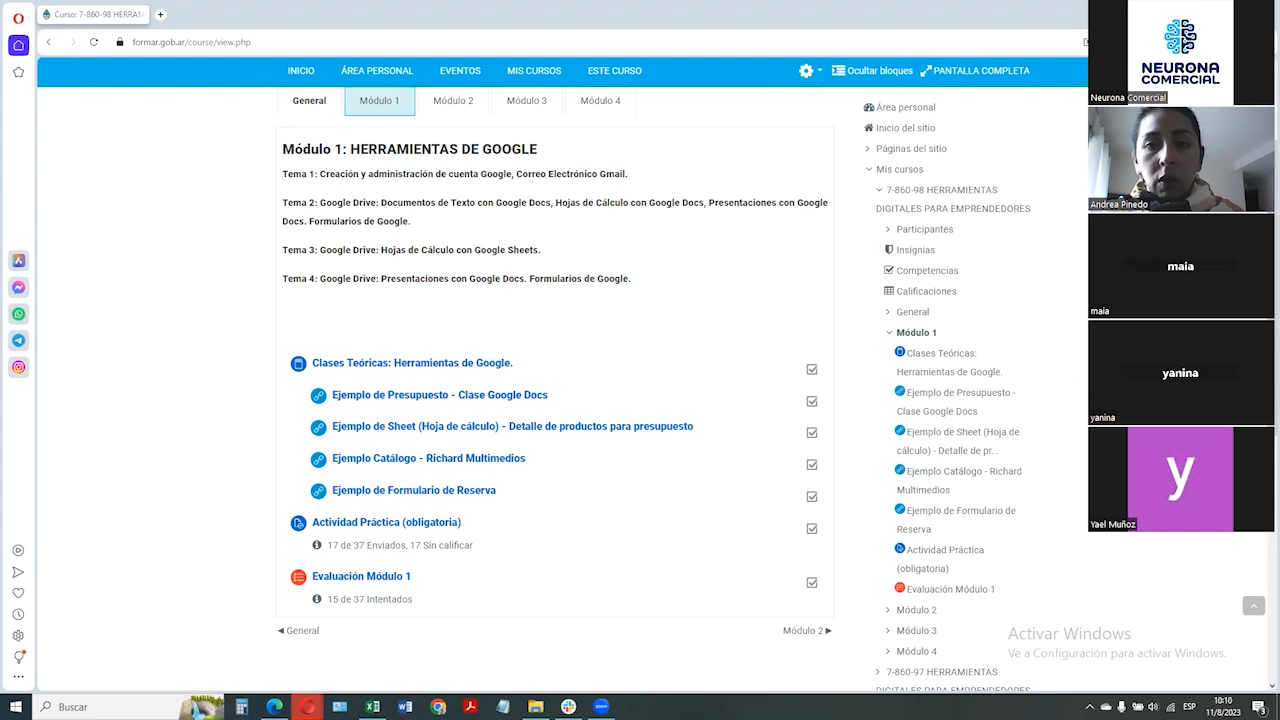 Curso: 7-860-98 HERRAM
formar.gob.ar/course/view.php
INICIO ÁREA PERSONAL EVENTOS MIS CURSOS ESTE CURSO Ocultar bloques PANTALLA COMPLETA
General Módulo 1 Módulo 2 Módulo 3 Módulo 4
Módulo 1: HERRAMIENTAS DE GOOGLE
Tema 1: Creación y administración de cuenta Google, Correo Electrónico Gmail.
Tema 2: Google Drive: Documentos de Texto con Google Docs, Hojas de Cálculo con Google Docs, Presentaciones con Google
Docs. Formularios de Google.
Tema 3: Google Drive: Hojas de Cálculo con Google Sheets.
Tema 4: Google Drive: Presentaciones con Google Docs. Formularios de Google.
Clases Teóricas: Herramientas de Google.
Ejemplo de Presupuesto - Clase Google Docs
Ejemplo de Sheet (Hoja de cálculo) - Detalle de productos para presupuesto
Ejemplo Catálogo - Richard Multimedios
Ejemplo de Formulario de Reserva
Actividad Práctica (obligatoria)
17 de 37 Enviados, 17 Sin calificar
Evaluación Módulo 1
15 de 37 Intentados
◄ General
Módulo 2 ►
Área personal
Inicio del sitio
Páginas del sitio
Mis cursos
7-860-98 HERRAMIENTAS
DIGITALES PARA EMPRENDEDORES
Participantes
Insignias
Competencias
Calificaciones
General
Módulo 1
Clases Teóricas:
Herramientas de Google.
Ejemplo de Presupuesto -
Clase Google Docs
Ejemplo de Sheet (Hoja de
cálculo) - Detalle de pr...
Ejemplo Catálogo - Richard
Multimedios
Ejemplo de Formulario de
Reserva
Actividad Práctica
(obligatoria)
Evaluación Módulo 1
Módulo 2
Módulo 3
Módulo 4
7-860-97 HERRAMIENTAS
DIGITALES PARA EMPRENDEDORES
Activar Windows
Ve a Configuración para activar Windows.
NEURONA
COMERCIAL
Neurona Comercial
Andrea Pinedo
maia
maia
yanina
yanina
y
Yael Muñoz
Buscar
10:10
11/8/2023